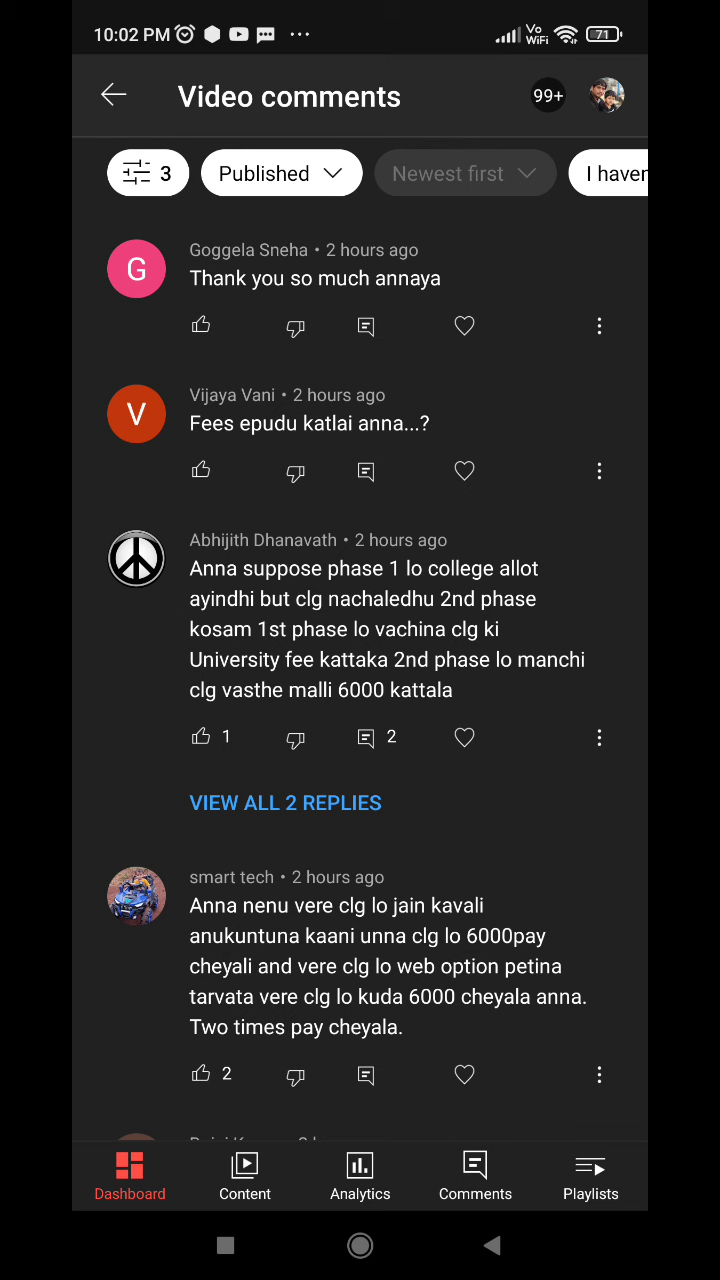 10:02 PM ...
Vo
WiFi
71
Video comments
99+
3
Published
Newest first
I haven
G
Goggela Sneha • 2 hours ago
Thank you so much annaya
V
Vijaya Vani • 2 hours ago
Fees epudu katlai anna...?
Abhijith Dhanavath • 2 hours ago
Anna suppose phase 1 lo college allot
ayindhi but clg nachaledhu 2nd phase
kosam 1st phase lo vachina clg ki
University fee kattaka 2nd phase lo manchi
clg vasthe malli 6000 kattala
1
2
VIEW ALL 2 REPLIES
smart tech • 2 hours ago
Anna nenu vere clg lo jain kavali
anukuntuna kaani unna clg lo 6000pay
cheyali and vere clg lo web option petina
tarvata vere clg lo kuda 6000 cheyala anna.
Two times pay cheyala.
2
Dashboard
Content
Analytics
Comments
Playlists